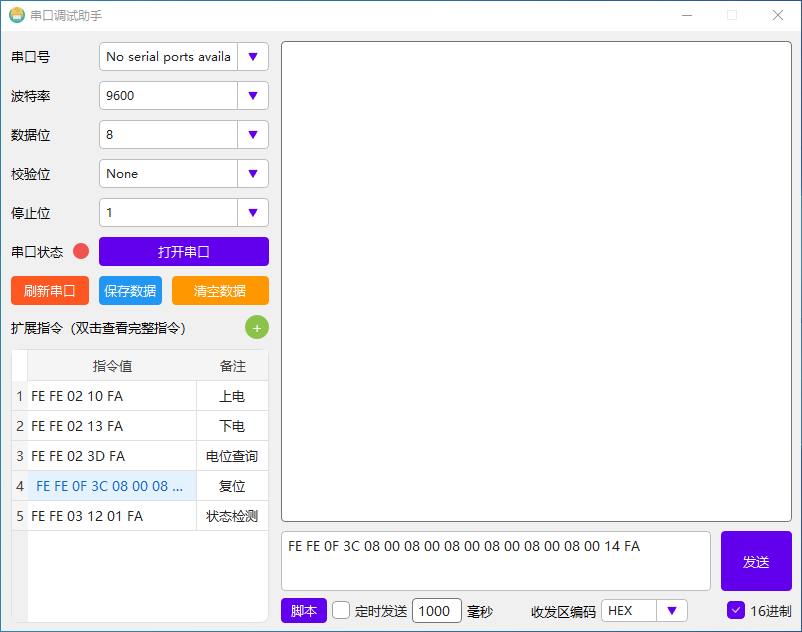 串口调试助手
串口号 No serial ports availa
波特率 9600
数据位 8
校验位 None
停止位 1
串口状态 打开串口
刷新串口 保存数据 清空数据
扩展指令（双击查看完整指令） +
指令值 备注
1 FE FE 02 10 FA 上电
2 FE FE 02 13 FA 下电
3 FE FE 02 3D FA 电位查询
4 FE FE 0F 3C 08 00 08 ... 复位
5 FE FE 03 12 01 FA 状态检测
FE FE 0F 3C 08 00 08 00 08 00 08 00 08 00 08 00 14 FA
发送
脚本 定时发送 1000 毫秒 收发区编码 HEX 16进制